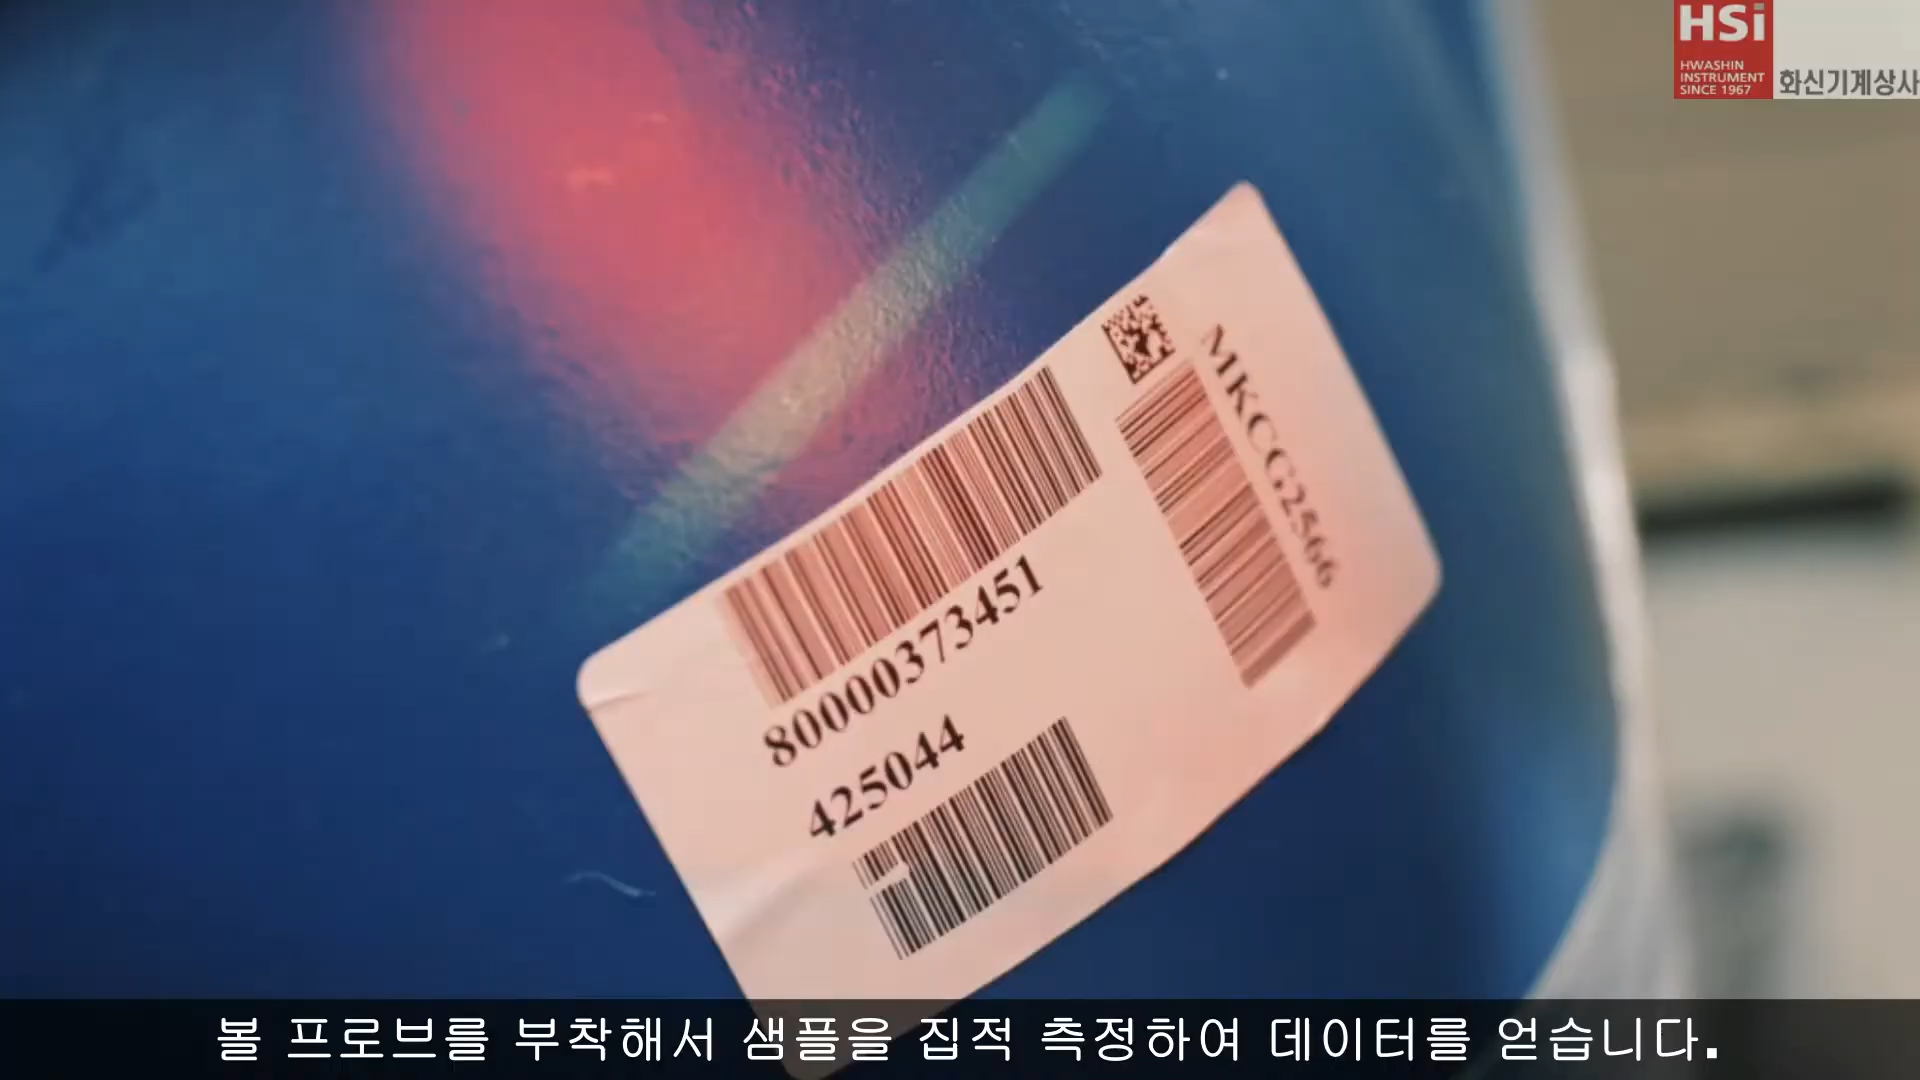 HSi
HWASHIN
INSTRUMENT
SINCE 1967
화신기계상사
MKCG2566
80000373451
425044
볼 프로브를 부착해서 샘플을 집적 측정하여 데이터를 얻습니다.